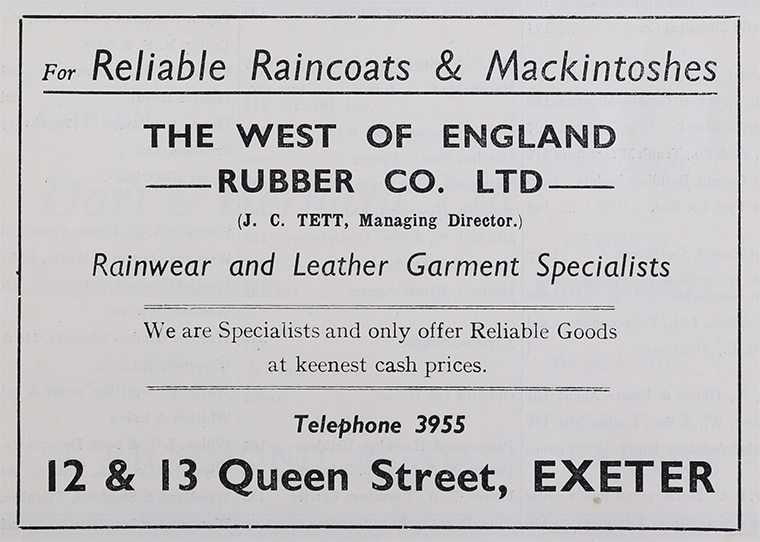 For Reliable Raincoats & Mackintoshes
THE WEST OF ENGLAND
RUBBER CO. LTD
(J. C. TETT, Managing Director.)
Rainwear and Leather Garment Specialists
We are Specialists and only offer Reliable Goods
at keenest cash prices.
Telephone 3955
12 & 13 Queen Street, EXETER